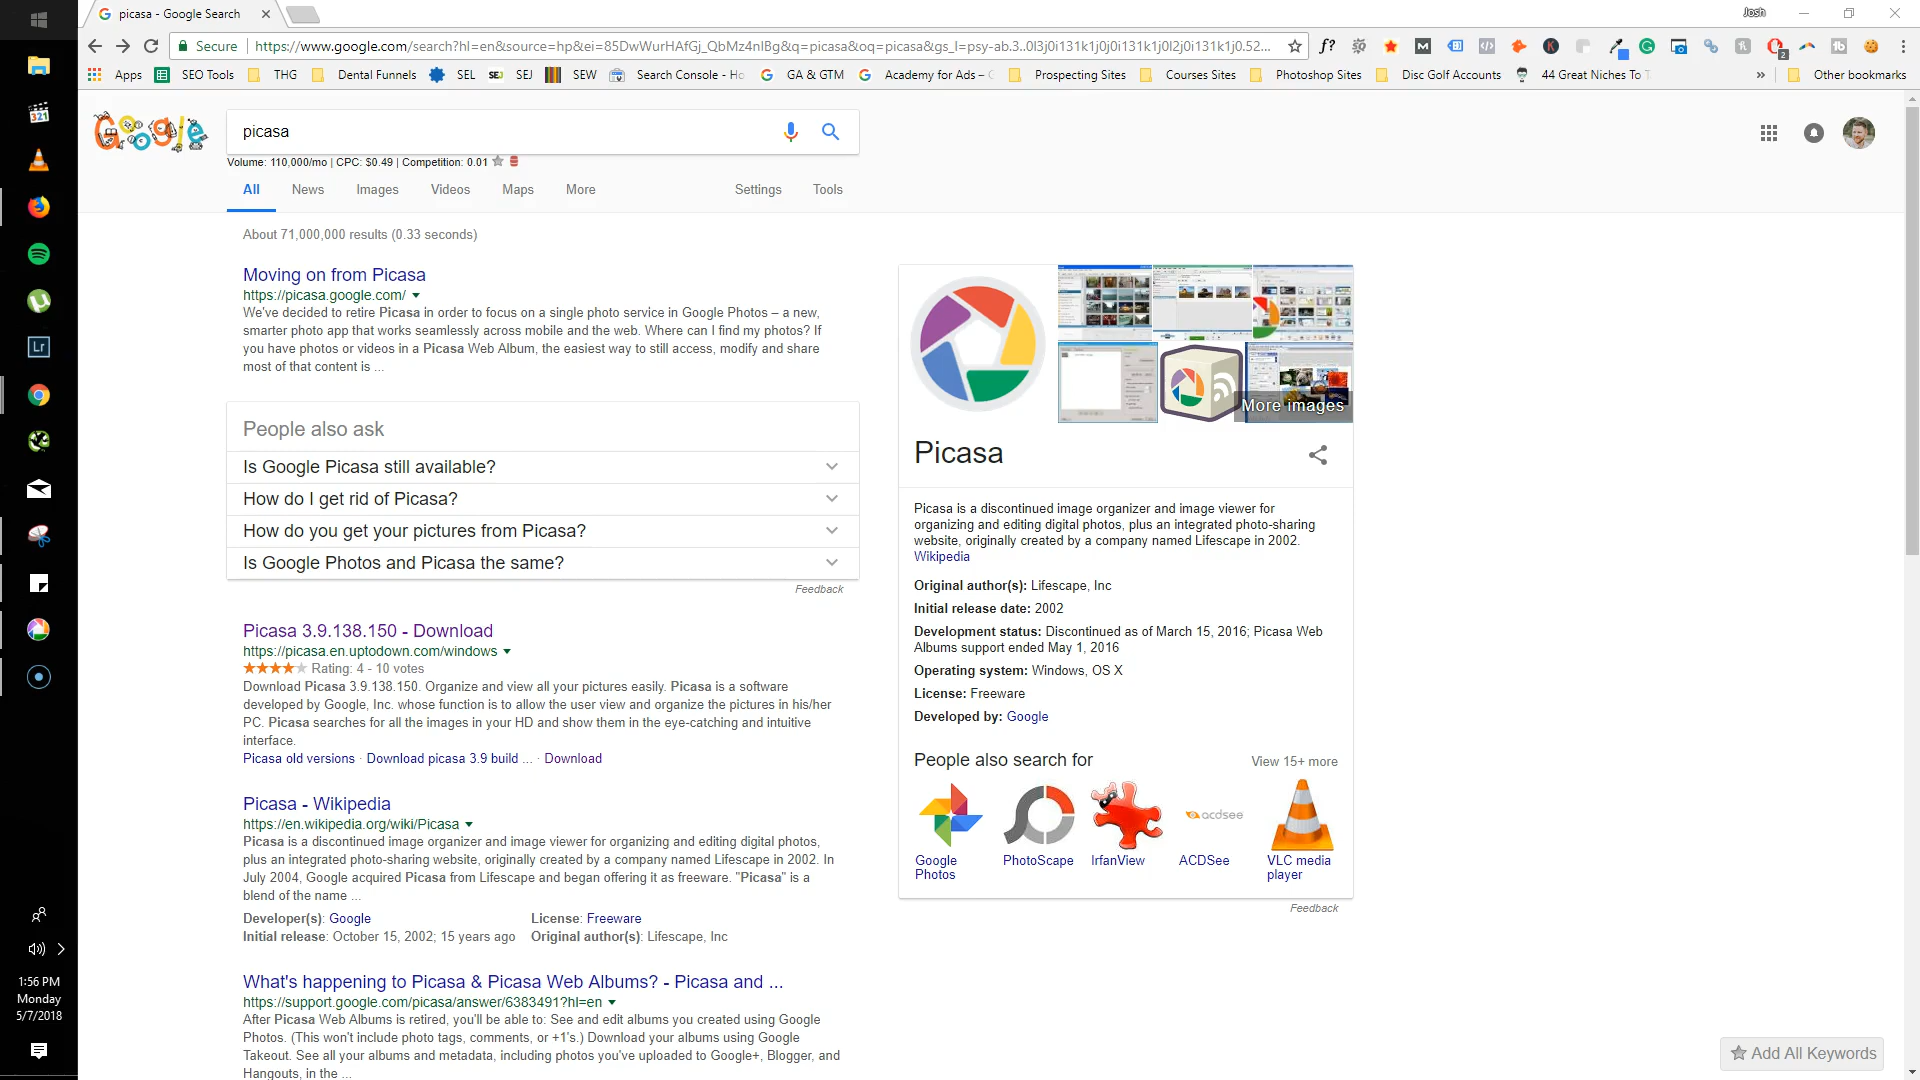 picasa - Google Search
Josh
Secure
https://www.google.com/search?hl=en&source=hp&ei=85DwWurHAfGj_QbMz4nIBg&q=picasa&oq=picasa&gs_l=psy-ab.3..0l3j0i131k1j0j0i131k1j0l2j0i131k1j0.52...
Apps
SEO Tools
THG
Dental Funnels
SEL
SEJ
SEW
Search Console - Ho
GA & GTM
Academy for Ads –
Prospecting Sites
Courses Sites
Photoshop Sites
Disc Golf Accounts
44 Great Niches To T
»
Other bookmarks
Google
picasa
Volume: 110,000/mo | CPC: $0.49 | Competition: 0.01
All
News
Images
Videos
Maps
More
Settings
Tools
About 71,000,000 results (0.33 seconds)
Moving on from Picasa
https://picasa.google.com/
We've decided to retire Picasa in order to focus on a single photo service in Google Photos – a new,
smarter photo app that works seamlessly across mobile and the web. Where can I find my photos? If
you have photos or videos in a Picasa Web Album, the easiest way to still access, modify and share
most of that content is ...
People also ask
Is Google Picasa still available?
How do I get rid of Picasa?
How do you get your pictures from Picasa?
Is Google Photos and Picasa the same?
Feedback
Picasa 3.9.138.150 - Download
https://picasa.en.uptodown.com/windows
Rating: 4 - 10 votes
Download Picasa 3.9.138.150. Organize and view all your pictures easily. Picasa is a software
developed by Google, Inc. whose function is to allow the user view and organize the pictures in his/her
PC. Picasa searches for all the images in your HD and show them in the eye-catching and intuitive
interface.
Picasa old versions · Download picasa 3.9 build ... · Download
Picasa - Wikipedia
https://en.wikipedia.org/wiki/Picasa
Picasa is a discontinued image organizer and image viewer for organizing and editing digital photos,
plus an integrated photo-sharing website, originally created by a company named Lifescape in 2002. In
July 2004, Google acquired Picasa from Lifescape and began offering it as freeware. "Picasa" is a
blend of the name ...
Developer(s): Google
License: Freeware
Initial release: October 15, 2002; 15 years ago
Original author(s): Lifescape, Inc
What's happening to Picasa & Picasa Web Albums? - Picasa and ...
https://support.google.com/picasa/answer/6383491?hl=en
After Picasa Web Albums is retired, you'll be able to: See and edit albums you created using Google
Photos. (This won't include photo tags, comments, or +1's.) Download your albums using Google
Takeout. See all your albums and metadata, including photos you've uploaded to Google+, Blogger, and
Hangouts, in the ...
More images
Picasa
Picasa is a discontinued image organizer and image viewer for
organizing and editing digital photos, plus an integrated photo-sharing
website, originally created by a company named Lifescape in 2002.
Wikipedia
Original author(s): Lifescape, Inc
Initial release date: 2002
Development status: Discontinued as of March 15, 2016; Picasa Web
Albums support ended May 1, 2016
Operating system: Windows, OS X
License: Freeware
Developed by: Google
People also search for
View 15+ more
acdsee
Google
Photos
PhotoScape
IrfanView
ACDSee
VLC media
player
Feedback
Add All Keywords
321
Lr
1:56 PM
Monday
5/7/2018